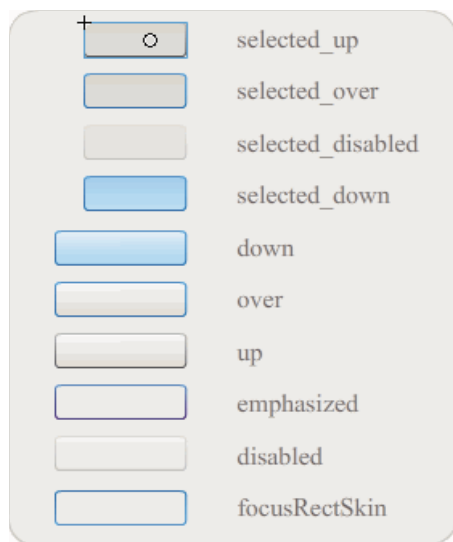 selected_up
selected_over
selected_disabled
selected_down
down
over
up
emphasized
disabled
focusRectSkin